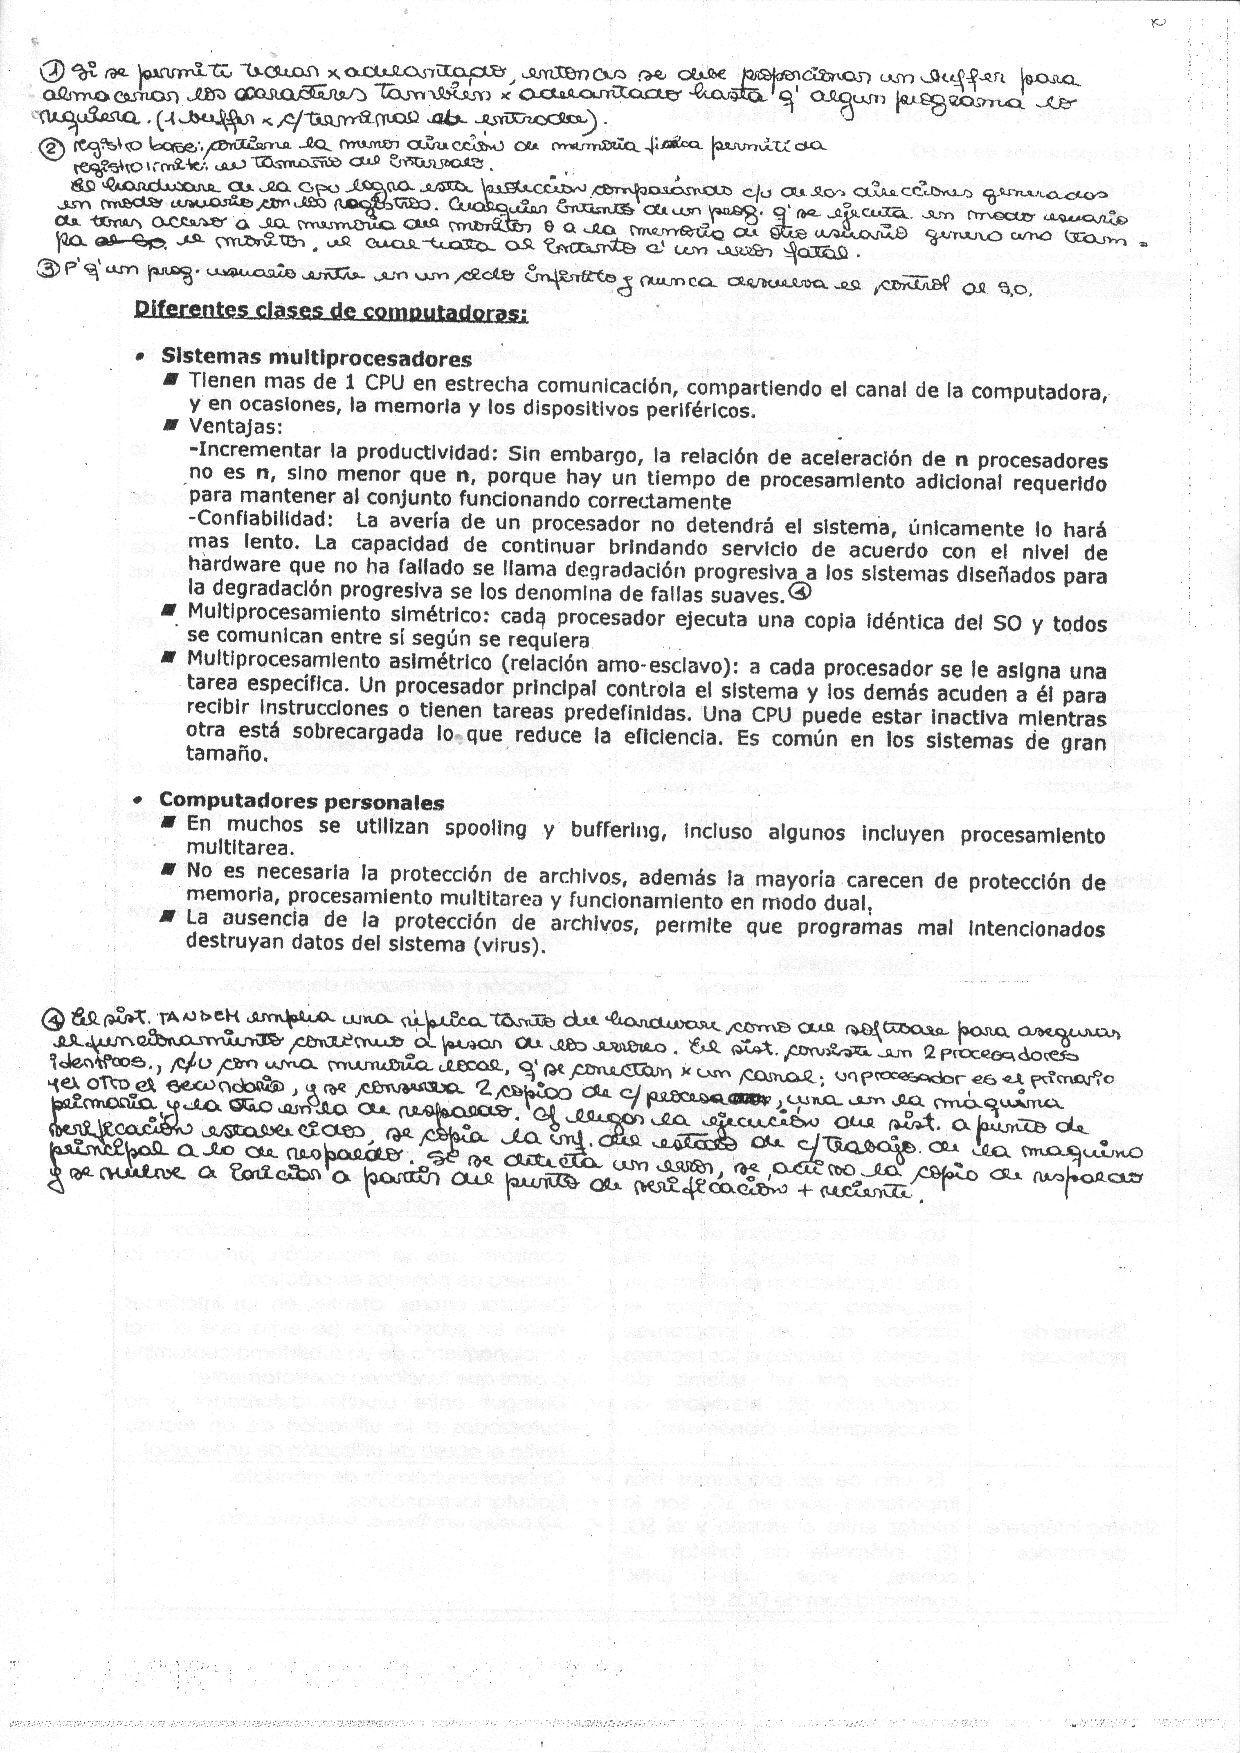 ① Si se permite teclear x adelantado, entonces se debe proporcionar un buffer para
almacenar los caracteres también x adelantado hasta q' algun programa lo
requiera. (1 buffer x c/terminal de entrada).
② registro base: contiene la menor dirección de memoria física permitida
registro límite: el tamaño del intervalo.
El hardware de la CPU logra esta protección comparando c/u de las direcciones generadas
en modo usuario con los registros. Cualquier intento de un prog. q' se ejecuta en modo usuario
de tener acceso a la memoria del monitor o a la memoria de otro usuario genera una tram-
pa al monitor, el cual trata al intento c' un error fatal.
③ P' q' un prog. usuario entre en un ciclo infinito y nunca devuelva el control al S.O.
Diferentes clases de computadoras:
• Sistemas multiprocesadores
■ Tienen mas de 1 CPU en estrecha comunicación, compartiendo el canal de la computadora,
y en ocasiones, la memoria y los dispositivos periféricos.
■ Ventajas:
-Incrementar la productividad: Sin embargo, la relación de aceleración de n procesadores
no es n, sino menor que n, porque hay un tiempo de procesamiento adicional requerido
para mantener al conjunto funcionando correctamente
-Confiabilidad: La avería de un procesador no detendrá el sistema, únicamente lo hará
mas lento. La capacidad de continuar brindando servicio de acuerdo con el nivel de
hardware que no ha fallado se llama degradación progresiva a los sistemas diseñados para
la degradación progresiva se los denomina de fallas suaves. ④
■ Multiprocesamiento simétrico: cada procesador ejecuta una copia idéntica del SO y todos
se comunican entre sí según se requiera
■ Multiprocesamiento asimétrico (relación amo-esclavo): a cada procesador se le asigna una
tarea específica. Un procesador principal controla el sistema y los demás acuden a él para
recibir instrucciones o tienen tareas predefinidas. Una CPU puede estar inactiva mientras
otra está sobrecargada lo que reduce la eficiencia. Es común en los sistemas de gran
tamaño.
• Computadores personales
■ En muchos se utilizan spooling y buffering, incluso algunos incluyen procesamiento
multitarea.
■ No es necesaria la protección de archivos, además la mayoría carecen de protección de
memoria, procesamiento multitarea y funcionamiento en modo dual.
■ La ausencia de la protección de archivos, permite que programas mal intencionados
destruyan datos del sistema (virus).
④ El sist. TANDEM emplea una réplica tanto del hardware como del software para asegurar
el funcionamiento continuo a pesar de los errores. El sist. consiste en 2 procesadores
idénticos, c/u con una memoria local, q' se conectan x un canal; un procesador es el primario
y el otro el secundario, y se conserva 2 copias de c/proceso, una en la máquina
primaria y la otra en la de respaldo. Al llegar la ejecución del sist. a punto de
verificación establecidos, se copia la inf. del estado de c/trabajo de la maquina
principal a la de respaldo. Si se detecta un error, se activa la copia de respaldo
y se vuelve a iniciar a partir del punto de verificación + reciente.